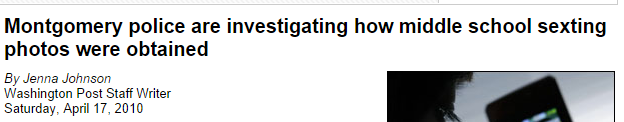 Montgomery police are investigating how middle school sexting
photos were obtained
By Jenna Johnson
Washington Post Staff Writer
Saturday, April 17, 2010